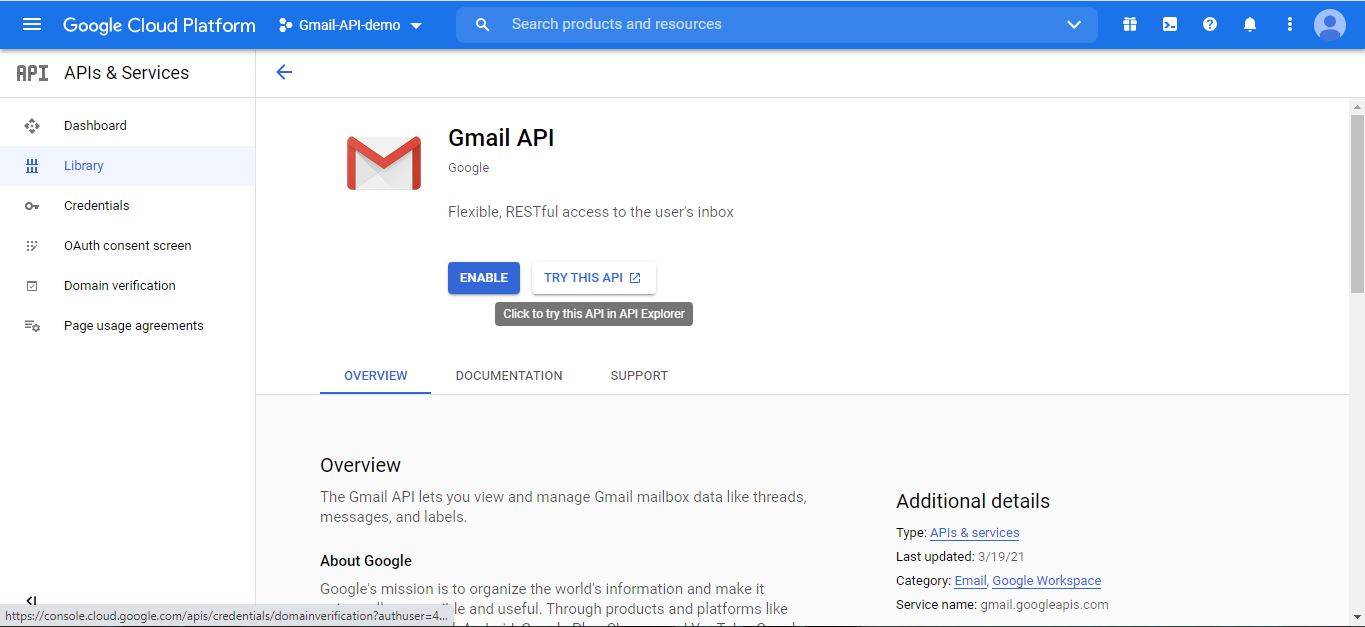 Google Cloud Platform
Gmail-API-demo
Search products and resources
API APIs & Services
Dashboard
Library
Credentials
OAuth consent screen
Domain verification
Page usage agreements
Gmail API
Google
Flexible, RESTful access to the user's inbox
ENABLE
TRY THIS API
Click to try this API in API Explorer
OVERVIEW
DOCUMENTATION
SUPPORT
Overview
The Gmail API lets you view and manage Gmail mailbox data like threads,
messages, and labels.
About Google
Google's mission is to organize the world's information and make it
and useful. Through products and platforms like
Additional details
Type: APIs & services
Last updated: 3/19/21
Category: Email, Google Workspace
Service name: gmail.googleapis.com
https://console.cloud.google.com/apis/credentials/domainverification?authuser=4...